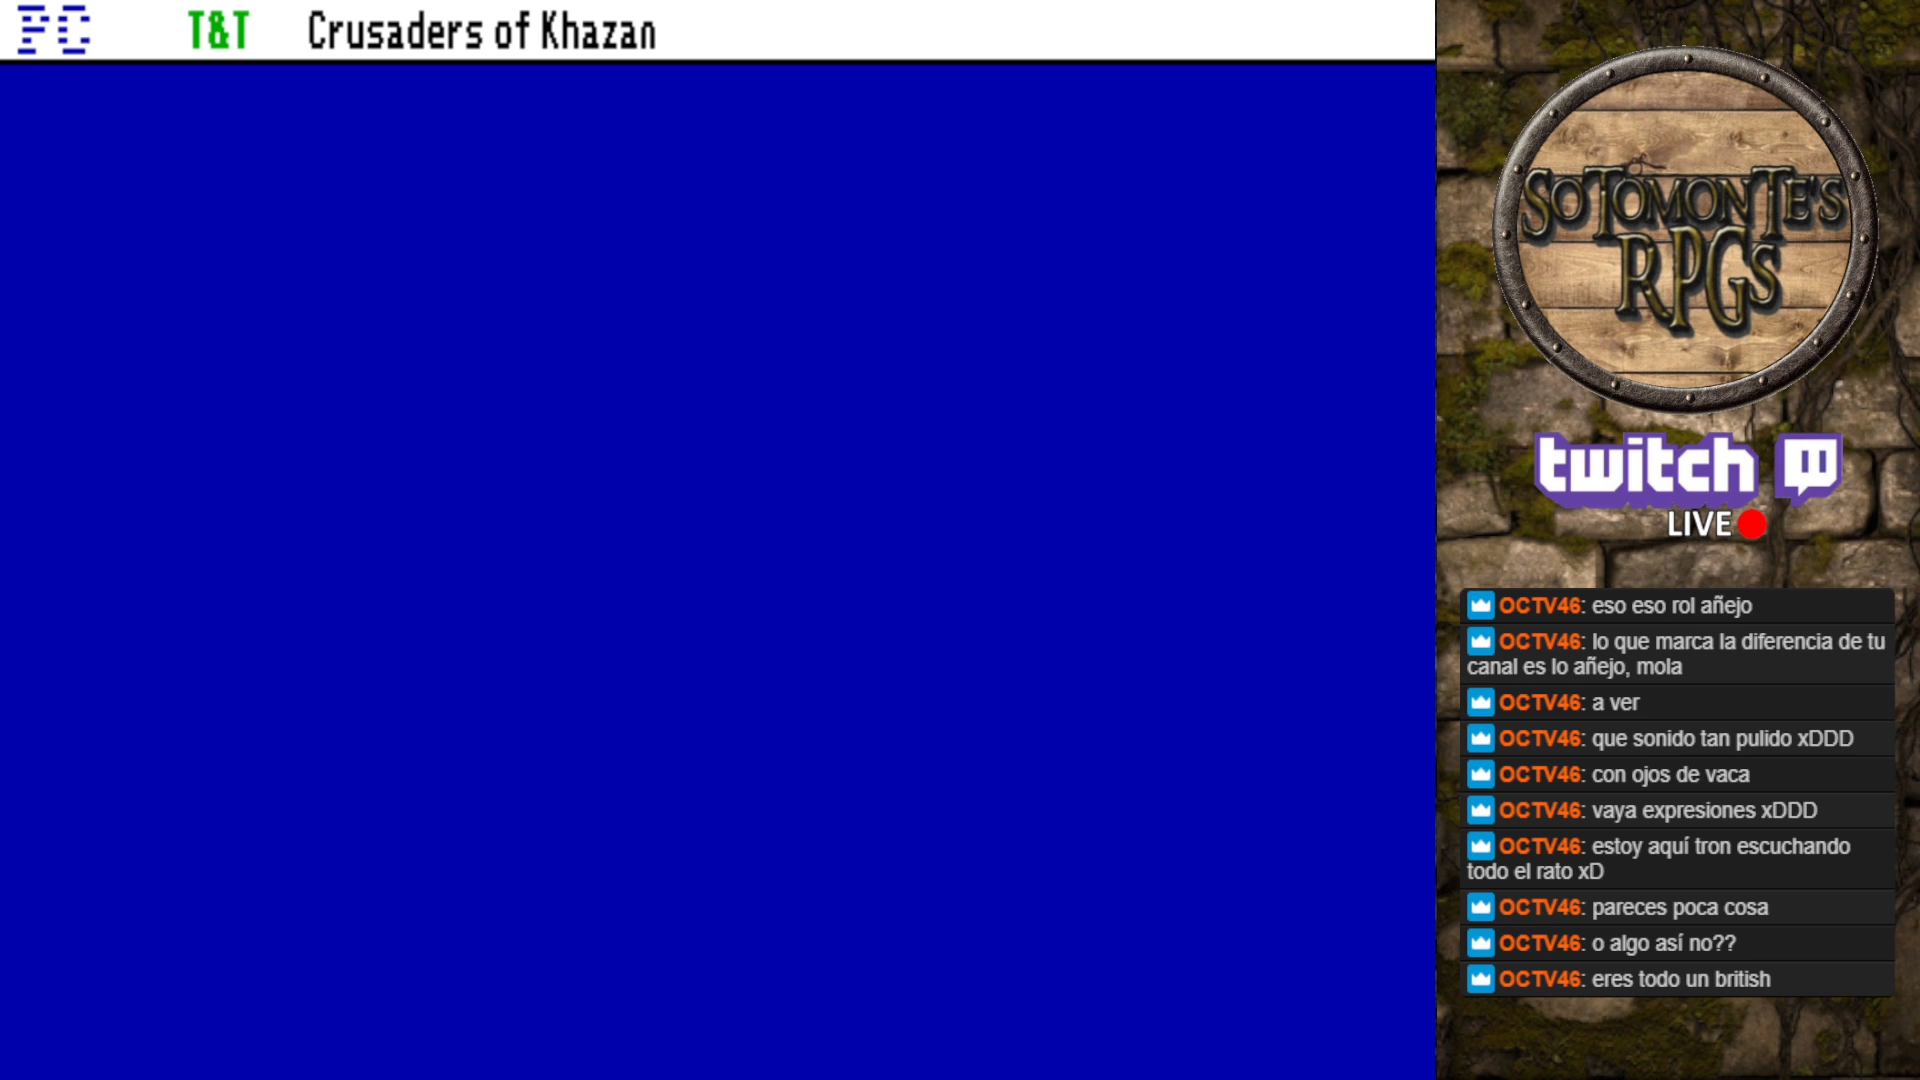 FC T&T Crusaders of Khazan
SOTOMONTE'S
RPGS
twitch
LIVE
OCTV46: eso eso rol añejo
OCTV46: lo que marca la diferencia de tu
canal es lo añejo, mola
OCTV46: a ver
OCTV46: que sonido tan pulido xDDD
OCTV46: con ojos de vaca
OCTV46: vaya expresiones xDDD
OCTV46: estoy aquí tron escuchando
todo el rato xD
OCTV46: pareces poca cosa
OCTV46: o algo así no??
OCTV46: eres todo un british